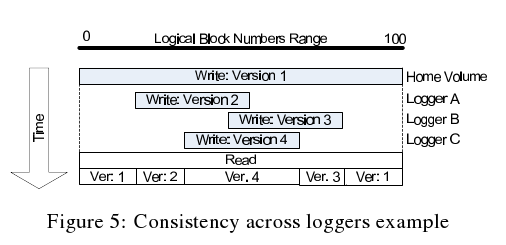 0 Logical Block Numbers Range 100
Write: Version 1 Home Volume
Write: Version 2 Logger A
Write: Version 3 Logger B
Write: Version 4 Logger C
Time
Read
Ver: 1 Ver: 2 Ver. 4 Ver. 3 Ver: 1
Figure 5: Consistency across loggers example